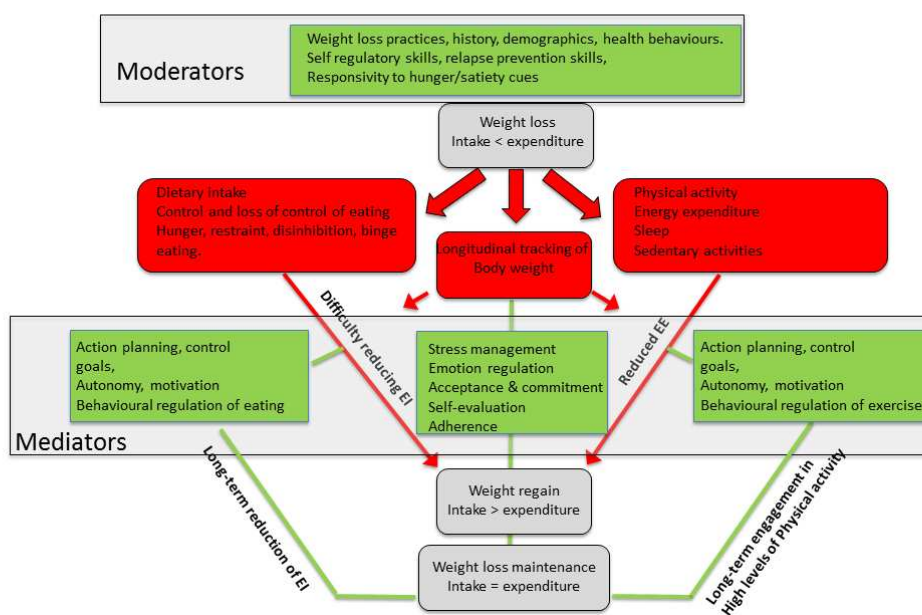 Weight loss practices, history, demographics, health behaviours.
Self regulatory skills, relapse prevention skills,
Responsivity to hunger/satiety cues
Moderators
Weight loss
Intake < expenditure
Dietary intake
Control and loss of control of eating
Hunger, restraint, disinhibition, binge
eating.
Longitudinal tracking of
Body weight
Physical activity
Energy expenditure
Sleep
Sedentary activities
Difficulty reducing EI
Reduced EE
Action planning, control
goals,
Autonomy, motivation
Behavioural regulation of eating
Stress management
Emotion regulation
Acceptance & commitment
Self-evaluation
Adherence
Action planning, control
goals,
Autonomy, motivation
Behavioural regulation of exercise
Mediators
Long-term reduction of EI
Weight regain
Intake > expenditure
Long-term engagement in
High levels of Physical activity
Weight loss maintenance
Intake = expenditure